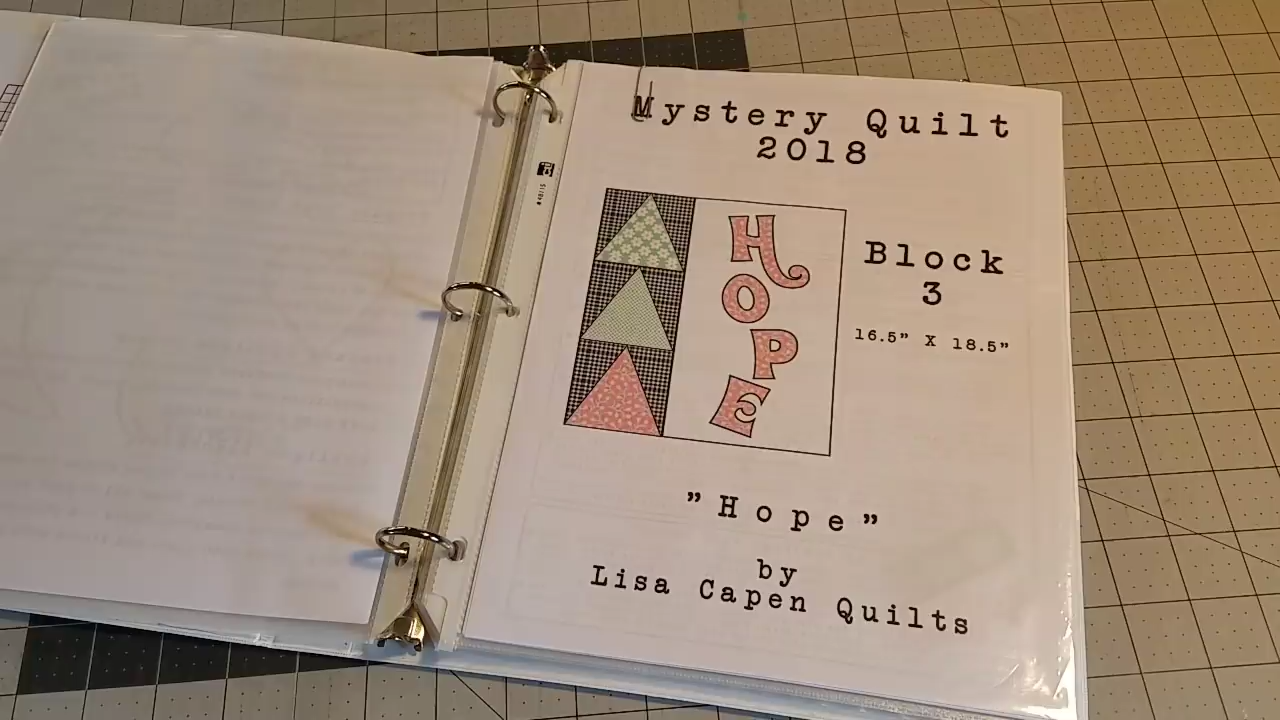 Mystery Quilt
2018
HOPE
Block
3
16.5” X 18.5”
”Hope”
by
Lisa Capen Quilts